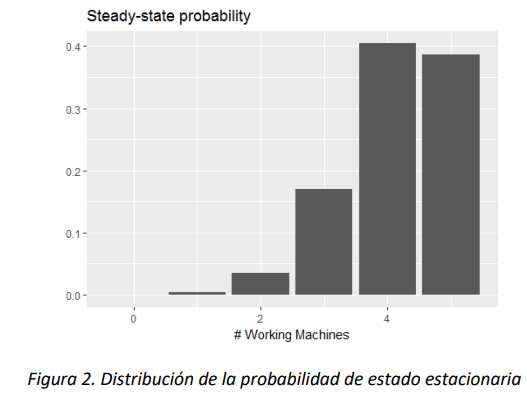 Steady-state probability
0.4
0.3
0.2
0.1
0.0
0 2 4
# Working Machines
Figura 2. Distribución de la probabilidad de estado estacionaria